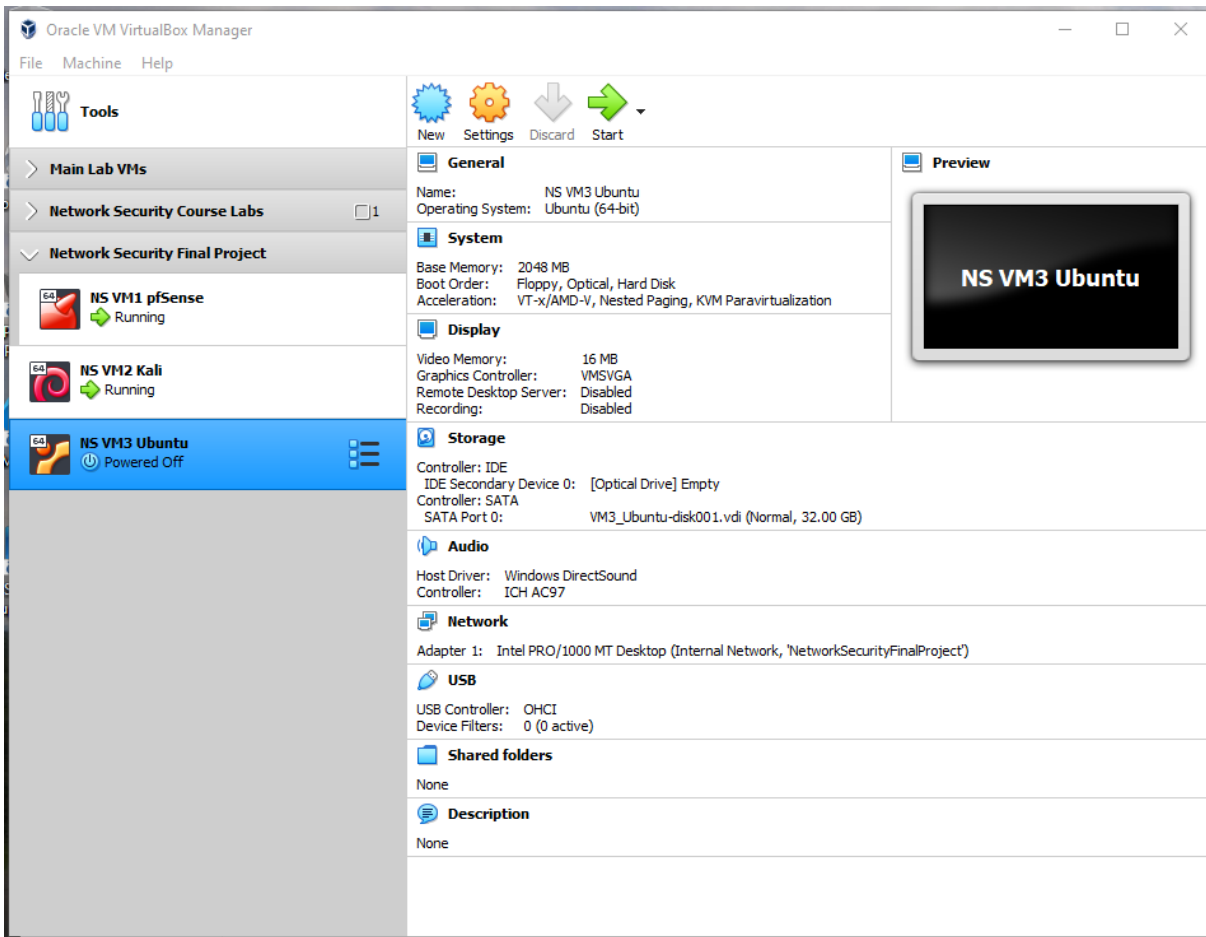 Oracle VM VirtualBox Manager
File Machine Help
Tools
New Settings Discard Start
Main Lab VMs
Network Security Course Labs 1
Network Security Final Project
64 NS VM1 pfSense
Running
64 NS VM2 Kali
Running
64 NS VM3 Ubuntu
Powered Off
General
Name: NS VM3 Ubuntu
Operating System: Ubuntu (64-bit)
System
Base Memory: 2048 MB
Boot Order: Floppy, Optical, Hard Disk
Acceleration: VT-x/AMD-V, Nested Paging, KVM Paravirtualization
Display
Video Memory: 16 MB
Graphics Controller: VMSVGA
Remote Desktop Server: Disabled
Recording: Disabled
Preview
NS VM3 Ubuntu
Storage
Controller: IDE
IDE Secondary Device 0: [Optical Drive] Empty
Controller: SATA
SATA Port 0: VM3_Ubuntu-disk001.vdi (Normal, 32.00 GB)
Audio
Host Driver: Windows DirectSound
Controller: ICH AC97
Network
Adapter 1: Intel PRO/1000 MT Desktop (Internal Network, 'NetworkSecurityFinalProject')
USB
USB Controller: OHCI
Device Filters: 0 (0 active)
Shared folders
None
Description
None